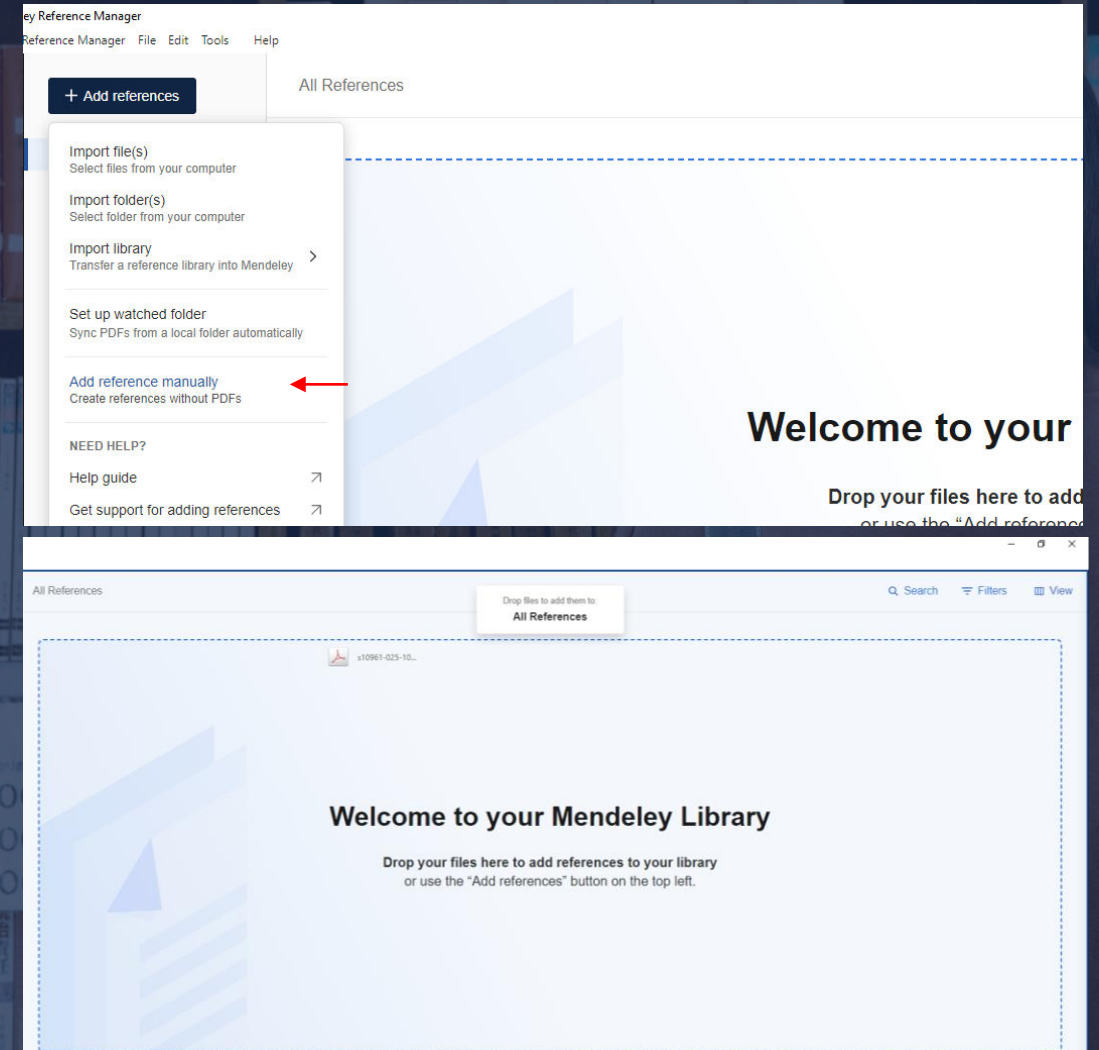 ey Reference Manager
Reference Manager File Edit Tools Help
+ Add references
All References
Import file(s)
Select files from your computer
Import folder(s)
Select folder from your computer
Import library
Transfer a reference library into Mendeley
Set up watched folder
Sync PDFs from a local folder automatically
Add reference manually
Create references without PDFs
NEED HELP?
Help guide
Get support for adding references
Welcome to your
Drop your files here to add
or use the “Add reference
All References
Drop files to add them to:
All References
Search Filters View
s10961-025-10...
Welcome to your Mendeley Library
Drop your files here to add references to your library
or use the “Add references” button on the top left.